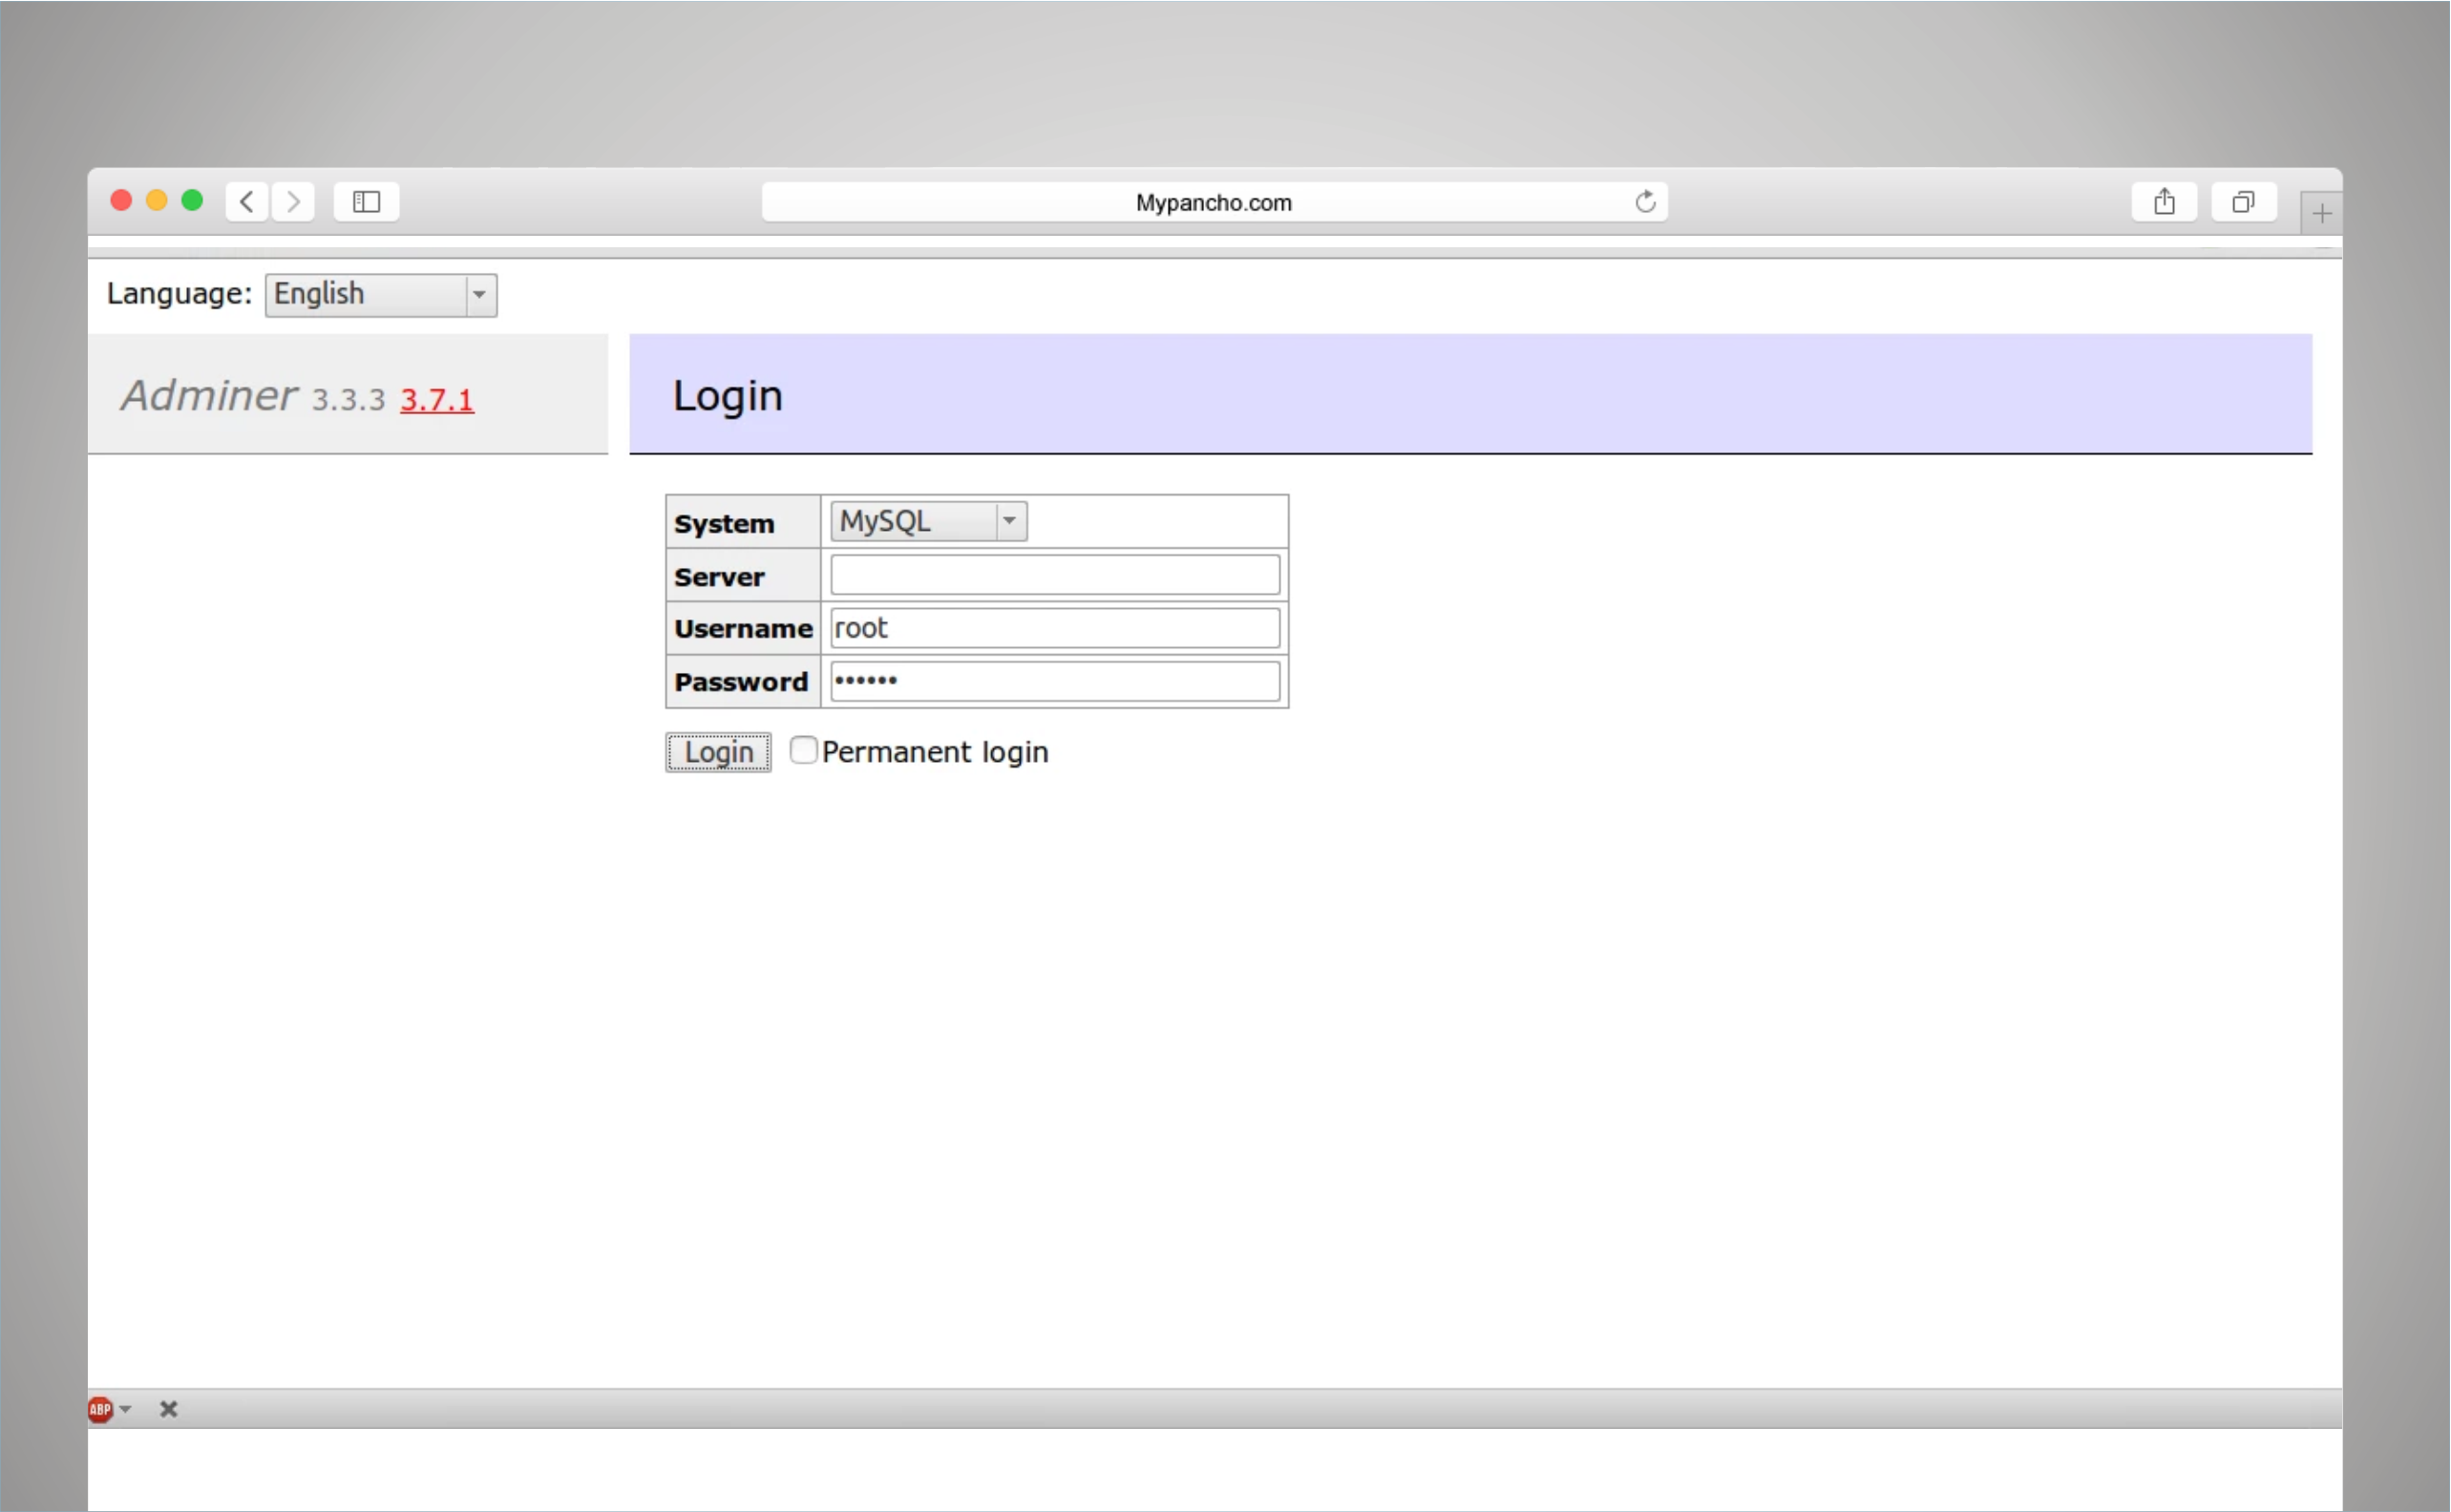 Mypancho.com
Language: English
Adminer 3.3.3 3.7.1
Login
System MySQL
Server
Username root
Password ••••••
Login Permanent login
ABP